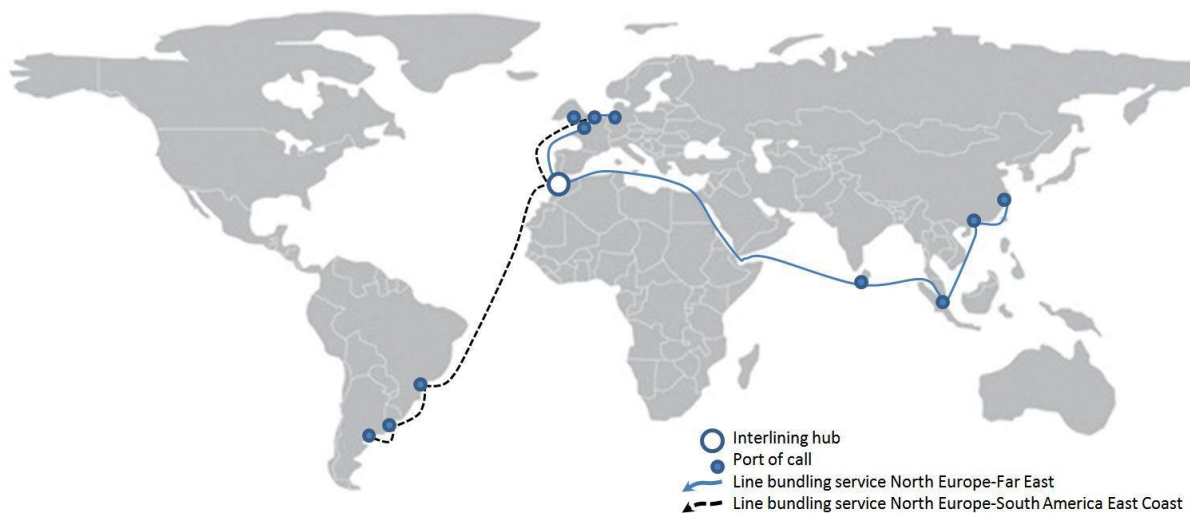 Interlining hub
Port of call
Line bundling service North Europe-Far East
Line bundling service North Europe-South America East Coast